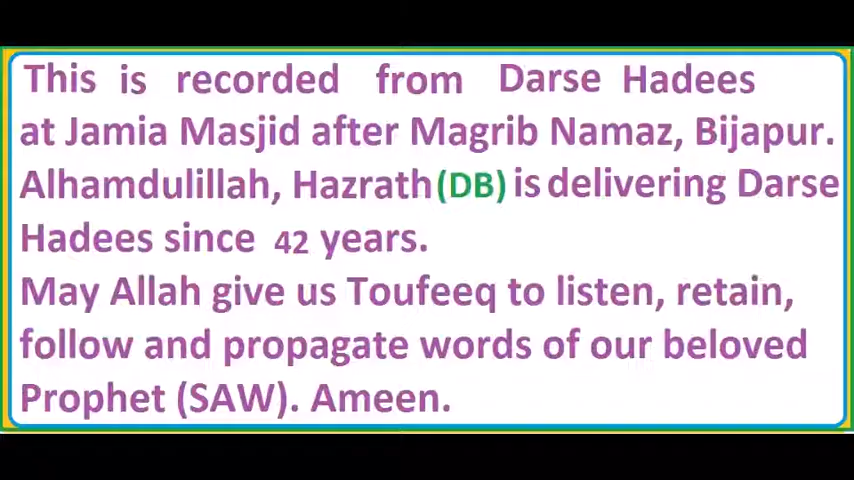 This is recorded from Darse Hadees
at Jamia Masjid after Magrib Namaz, Bijapur.
Alhamdulillah, Hazrath(DB) is delivering Darse
Hadees since 42 years.
May Allah give us Toufeeq to listen, retain,
follow and propagate words of our beloved
Prophet (SAW). Ameen.